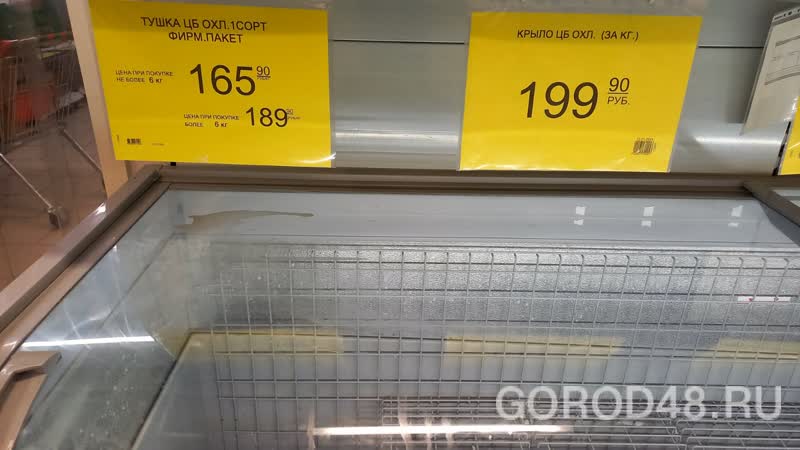 ТУШКА ЦБ ОХЛ.1СОРТ
ФИРМ.ПАКЕТ
ЦЕНА ПРИ ПОКУПКЕ
НЕ БОЛЕЕ 6 кг
165 90
ЦЕНА ПРИ ПОКУПКЕ
БОЛЕЕ 6 кг
189 90
КРЫЛО ЦБ ОХЛ. (ЗА КГ.)
199 90
РУБ.
GOROD48.RU